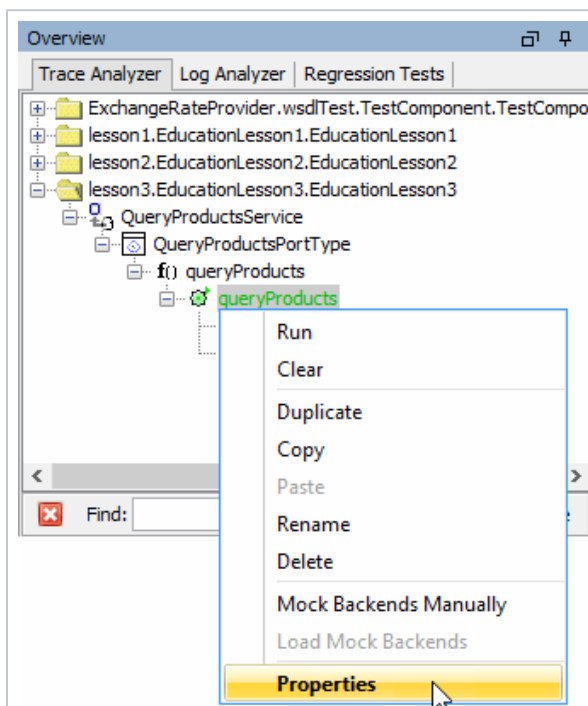 Overview
Trace Analyzer Log Analyzer Regression Tests
ExchangeRateProvider.wsdlTest.TestComponent.TestCompo
lesson1.EducationLesson1.EducationLesson1
lesson2.EducationLesson2.EducationLesson2
lesson3.EducationLesson3.EducationLesson3
QueryProductsService
QueryProductsPortType
f() queryProducts
queryProducts
Run
Clear
Duplicate
Copy
Paste
Find:
Rename
Delete
Mock Backends Manually
Load Mock Backends
Properties